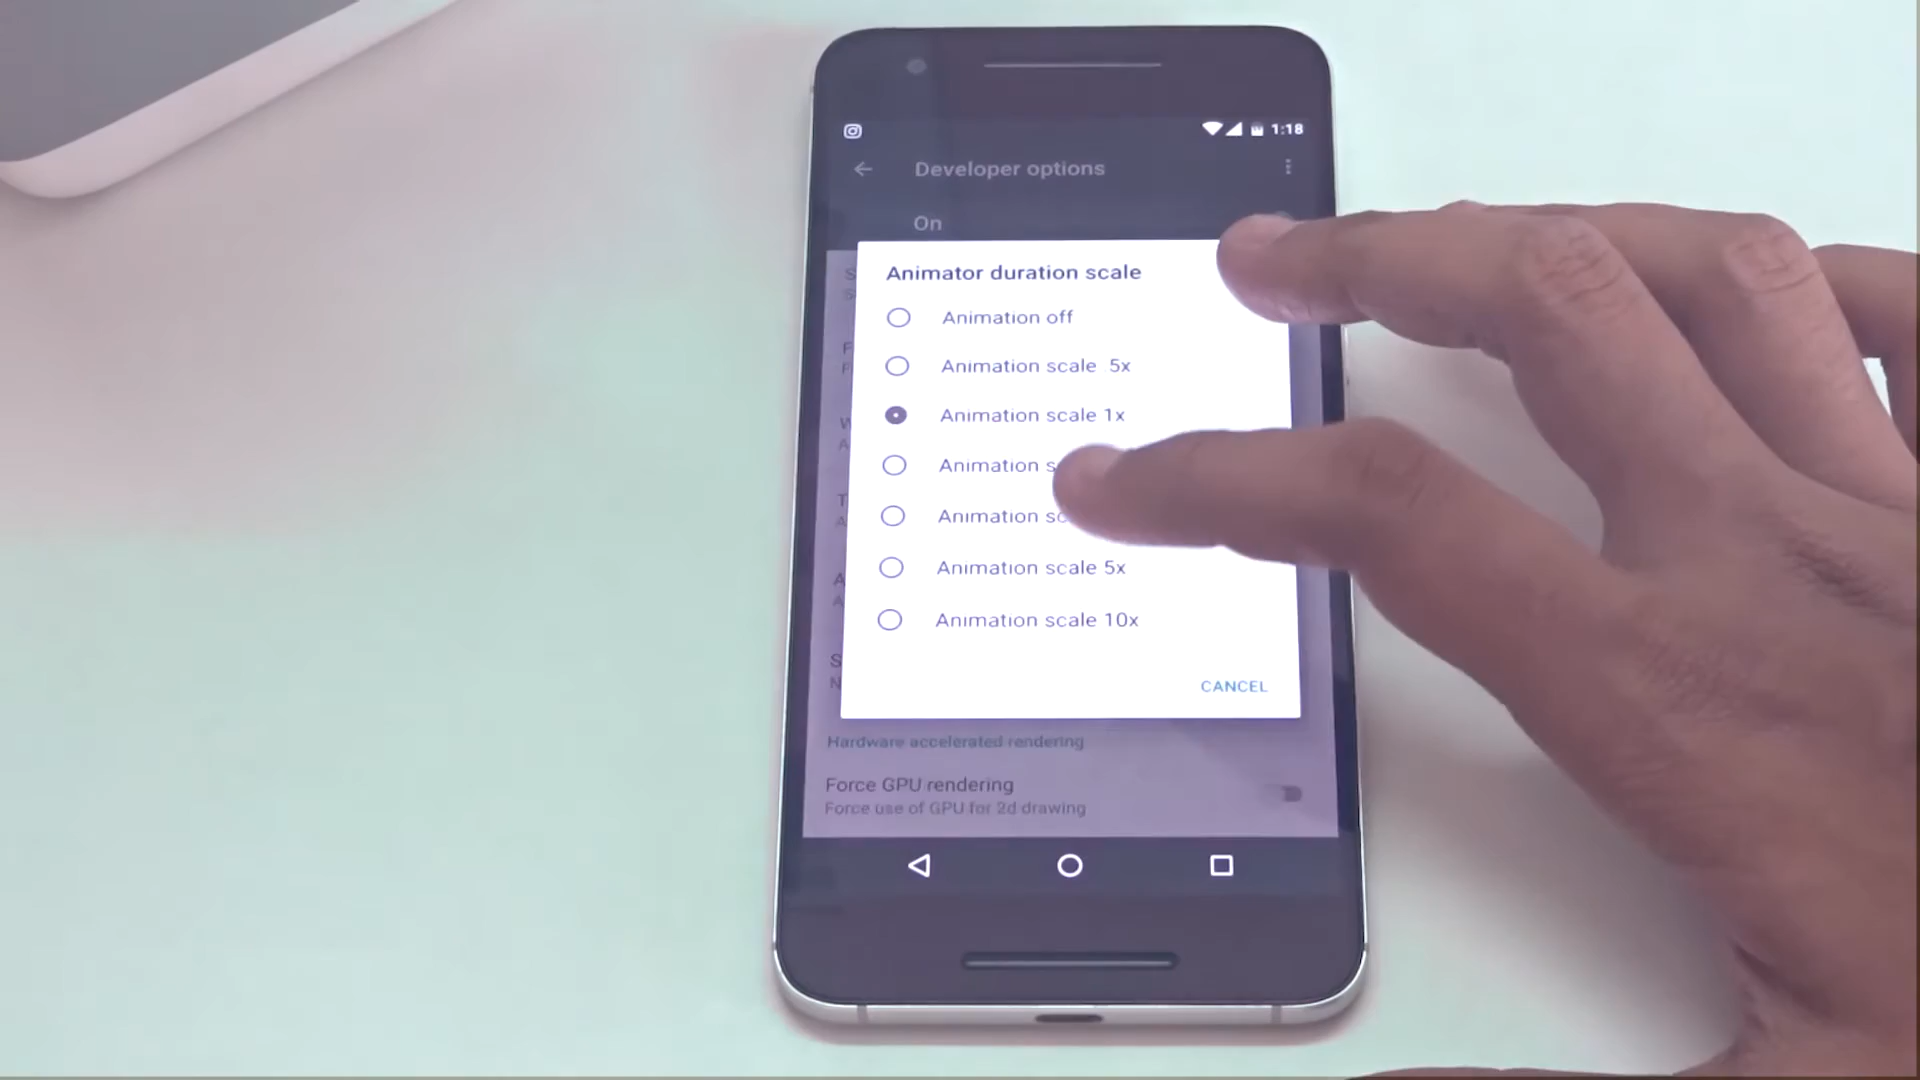 1:18
Developer options
On
Animator duration scale
Animation off
Animation scale 5x
Animation scale 1x
Animation
Animation
Animation scale 5x
Animation scale 10x
CANCEL
Hardware accelerated rendering
Force GPU rendering
Force use of GPU for 2d drawing